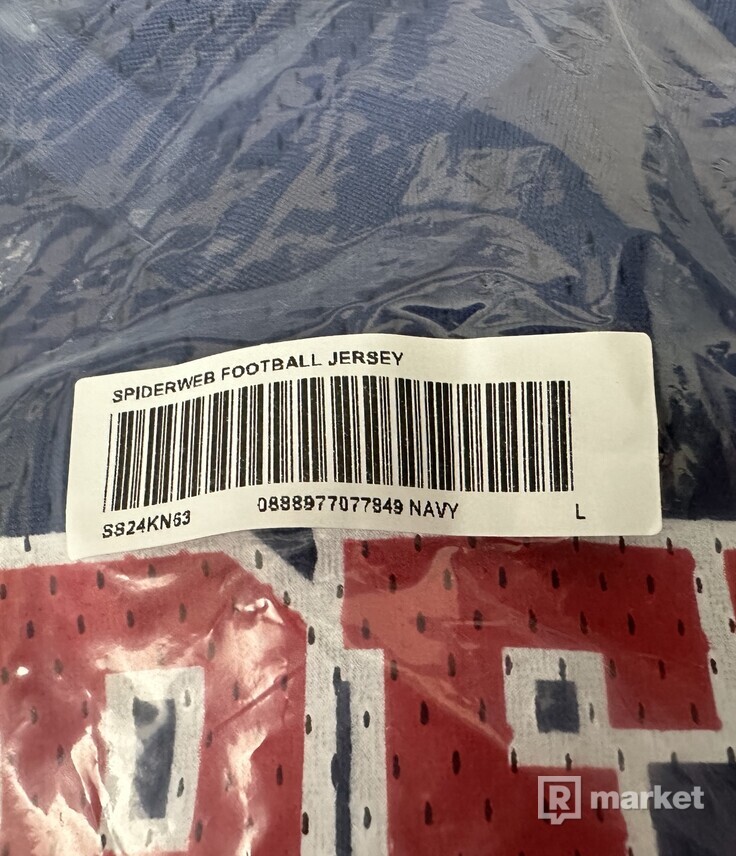 SPIDERWEB FOOTBALL JERSEY
SS24KN63 0888977077849 NAVY L
R market